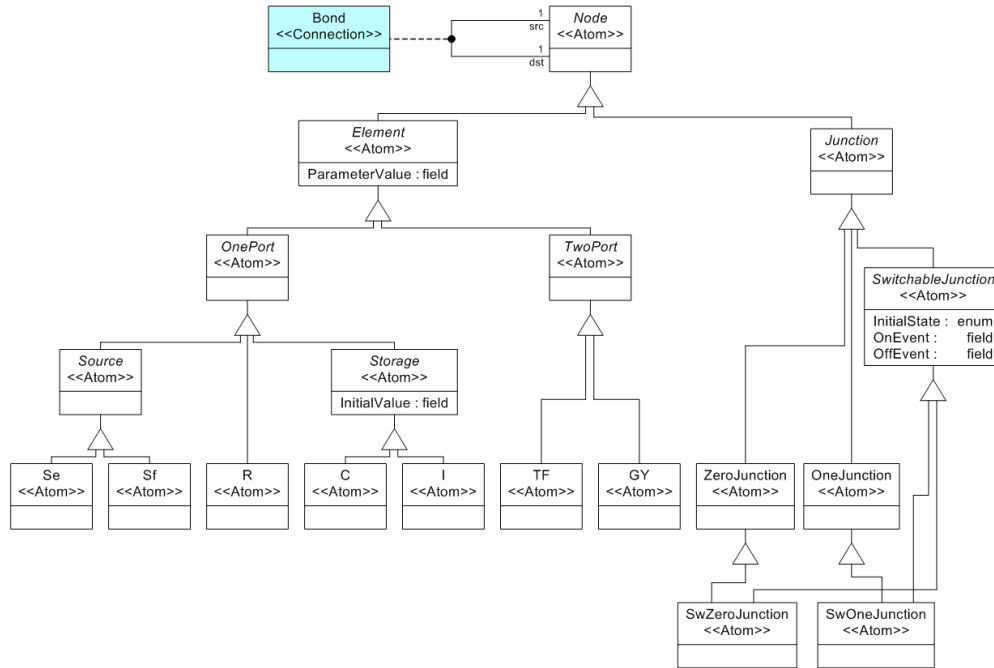 Bond
<<Connection>>
1
src
1
dst
Node
<<Atom>>
Element
<<Atom>>
ParameterValue : field
Junction
<<Atom>>
OnePort
<<Atom>>
TwoPort
<<Atom>>
SwitchableJunction
<<Atom>>
InitialState : enum
OnEvent : field
OffEvent : field
Source
<<Atom>>
Storage
<<Atom>>
InitialValue : field
Se
<<Atom>>
Sf
<<Atom>>
R
<<Atom>>
C
<<Atom>>
I
<<Atom>>
TF
<<Atom>>
GY
<<Atom>>
ZeroJunction
<<Atom>>
OneJunction
<<Atom>>
SwZeroJunction
<<Atom>>
SwOneJunction
<<Atom>>